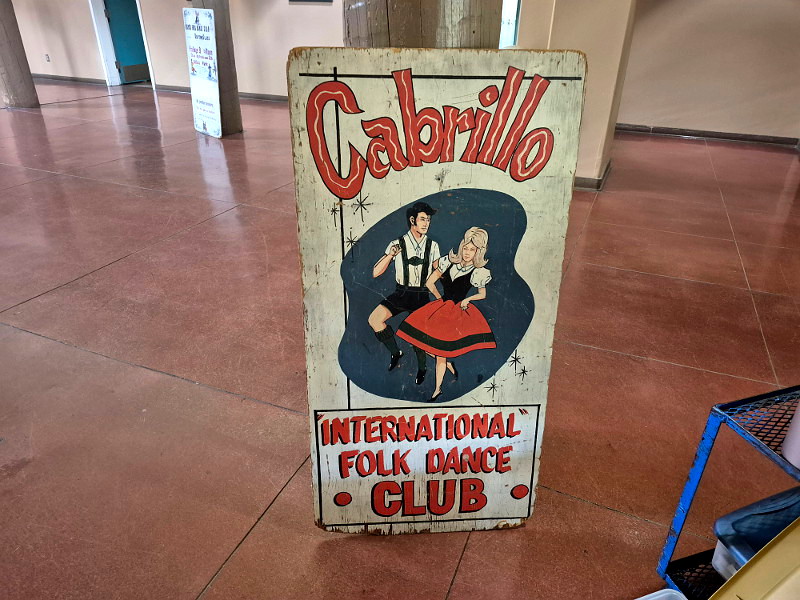 Cabrillo
"INTERNATIONAL"
FOLK DANCE
CLUB